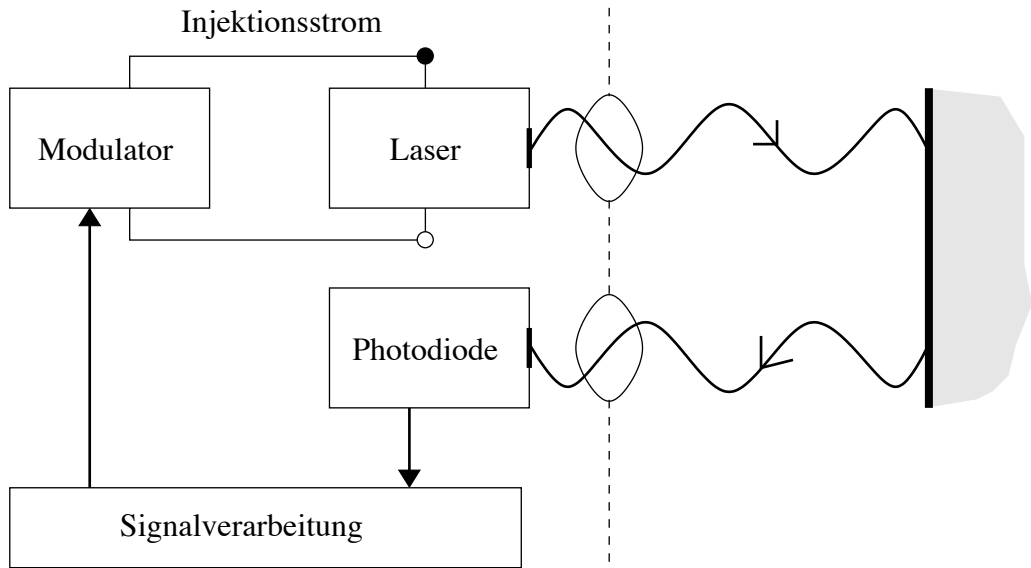 Injektionsstrom
Modulator
Laser
Photodiode
Signalverarbeitung